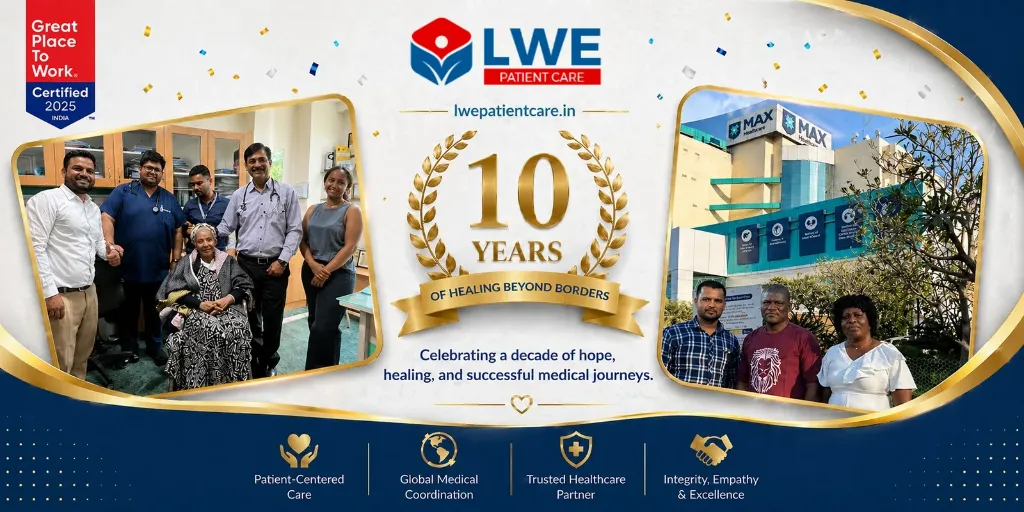 Great
Place
To
Work®
Certified
2025
INDIA
™
LWE
PATIENT CARE
lwepatientcare.in
10
YEARS
OF HEALING BEYOND BORDERS
Celebrating a decade of hope,
healing, and successful medical journeys.
MAX
Healthcare
MAX
Patient-Centered
Care
Global Medical
Coordination
Trusted Healthcare
Partner
Integrity, Empathy
& Excellence